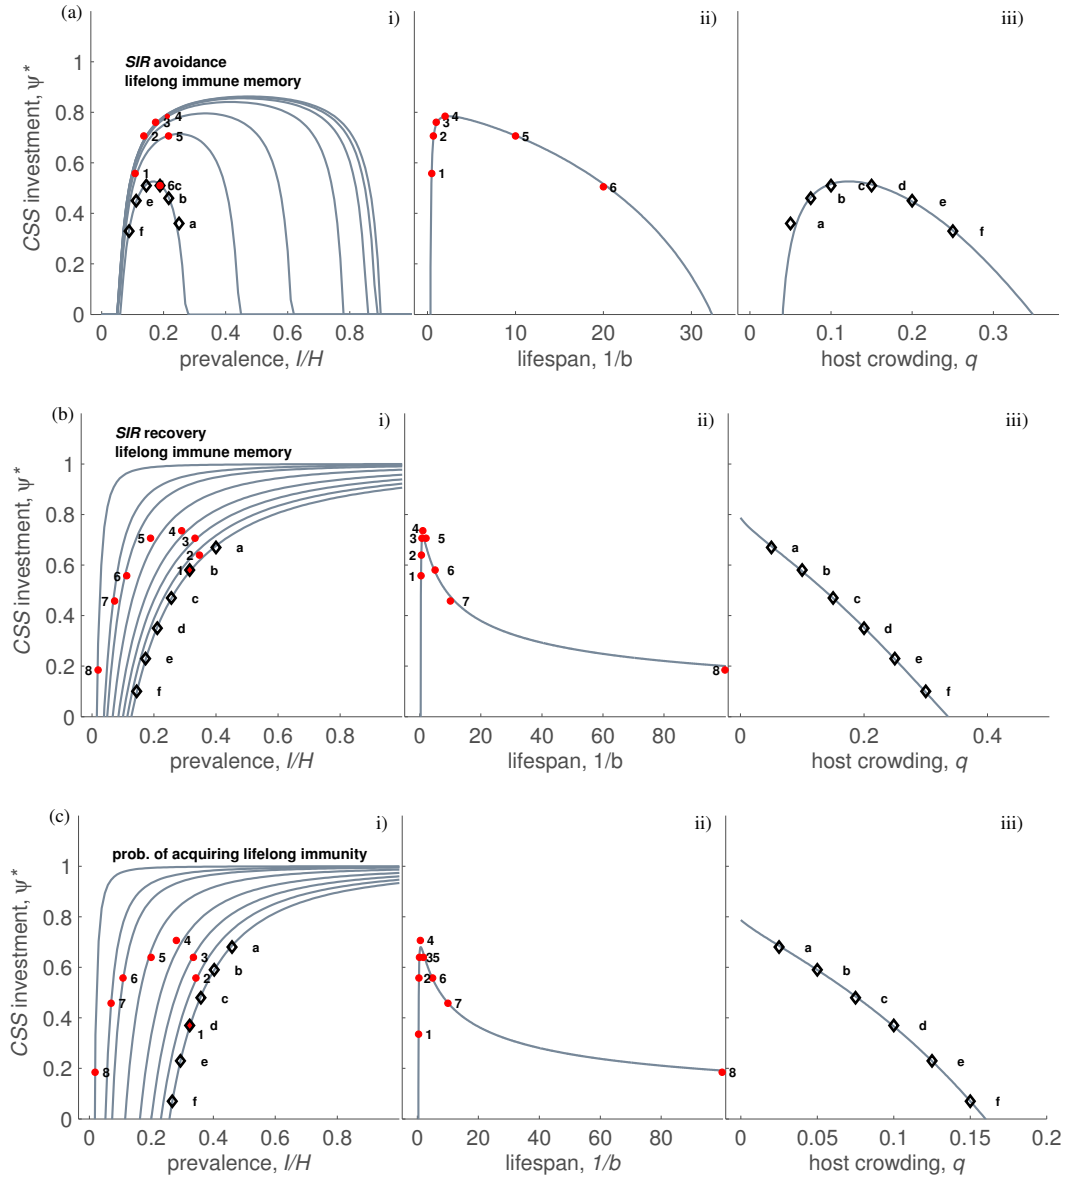 (a)
i)
ii)
iii)
SIR avoidance
lifelong immune memory
CSS investment, ψ*
1
0.8
0.6
0.4
0.2
0
4
3
2
5
1
6c
b
e
a
f
0 0.2 0.4 0.6 0.8
prevalence, I/H
4
3
2
5
1
6
0 10 20 30
lifespan, 1/b
c
d
b
e
a
f
0 0.1 0.2 0.3
host crowding, q
(b)
i)
ii)
iii)
SIR recovery
lifelong immune memory
CSS investment, ψ*
1
0.8
0.6
0.4
0.2
0
4
5
3
a
2
6
1
b
7
c
d
e
8
f
0 0.2 0.4 0.6 0.8
prevalence, I/H
4
3
5
2
1
6
7
8
0 20 40 60 80
lifespan, 1/b
a
b
c
d
e
f
0 0.2 0.4
host crowding, q
(c)
i)
ii)
iii)
prob. of acquiring lifelong immunity
CSS investment, ψ*
1
0.8
0.6
0.4
0.2
0
4
a
5
3
b
6
2
c
7
d
1
e
8
f
0 0.2 0.4 0.6 0.8
prevalence, I/H
4
35
2
6
7
1
8
0 20 40 60 80
lifespan, 1/b
a
b
c
d
e
f
0 0.05 0.1 0.15 0.2
host crowding, q